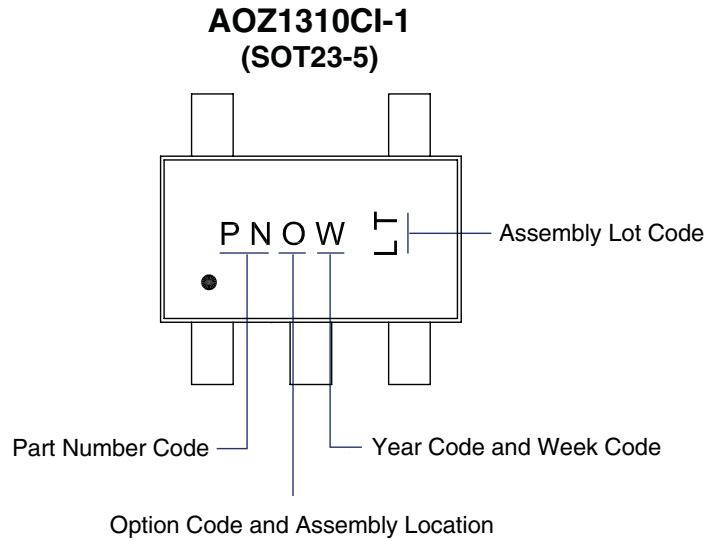 AOZ1310CI-1
(SOT23-5)
P N O W
LT
Assembly Lot Code
Part Number Code
Year Code and Week Code
Option Code and Assembly Location